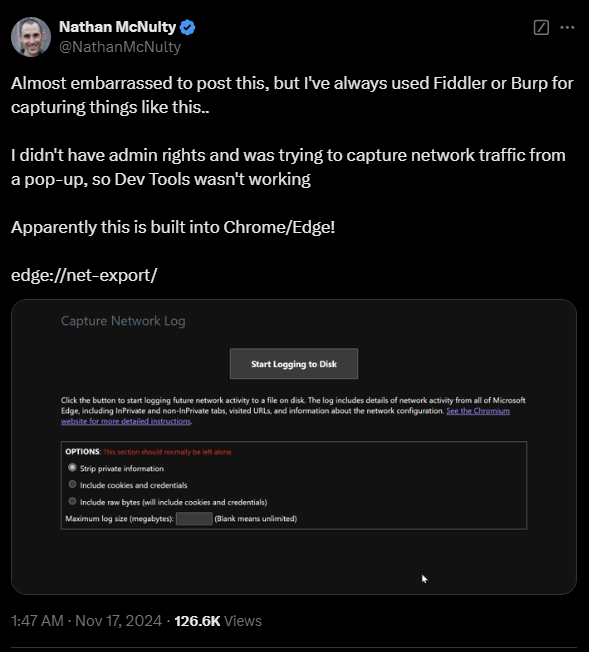 Nathan McNulty
@NathanMcNulty
Almost embarrassed to post this, but I've always used Fiddler or Burp for
capturing things like this..
I didn't have admin rights and was trying to capture network traffic from
a pop-up, so Dev Tools wasn't working
Apparently this is built into Chrome/Edge!
edge://net-export/
Capture Network Log
Start Logging to Disk
Click the button to start logging future network activity to a file on disk. The log includes details of network activity from all of Microsoft
Edge, including InPrivate and non-InPrivate tabs, visited URLs, and information about the network configuration. See the Chromium
website for more detailed instructions.
OPTIONS: This section should normally be left alone.
Strip private information
Include cookies and credentials
Include raw bytes (will include cookies and credentials)
Maximum log size (megabytes): (Blank means unlimited)
1:47 AM · Nov 17, 2024 · 126.6K Views